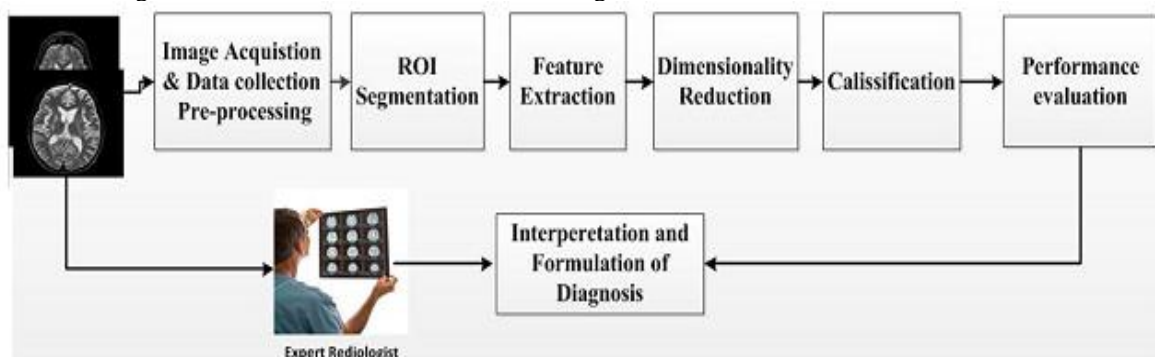 Image Acquistion
& Data collection
Pre-processing
ROI
Segmentation
Feature
Extraction
Dimensionality
Reduction
Calissification
Performance
evaluation
Interperetation and
Formulation of
Diagnosis
Expert Rediologist